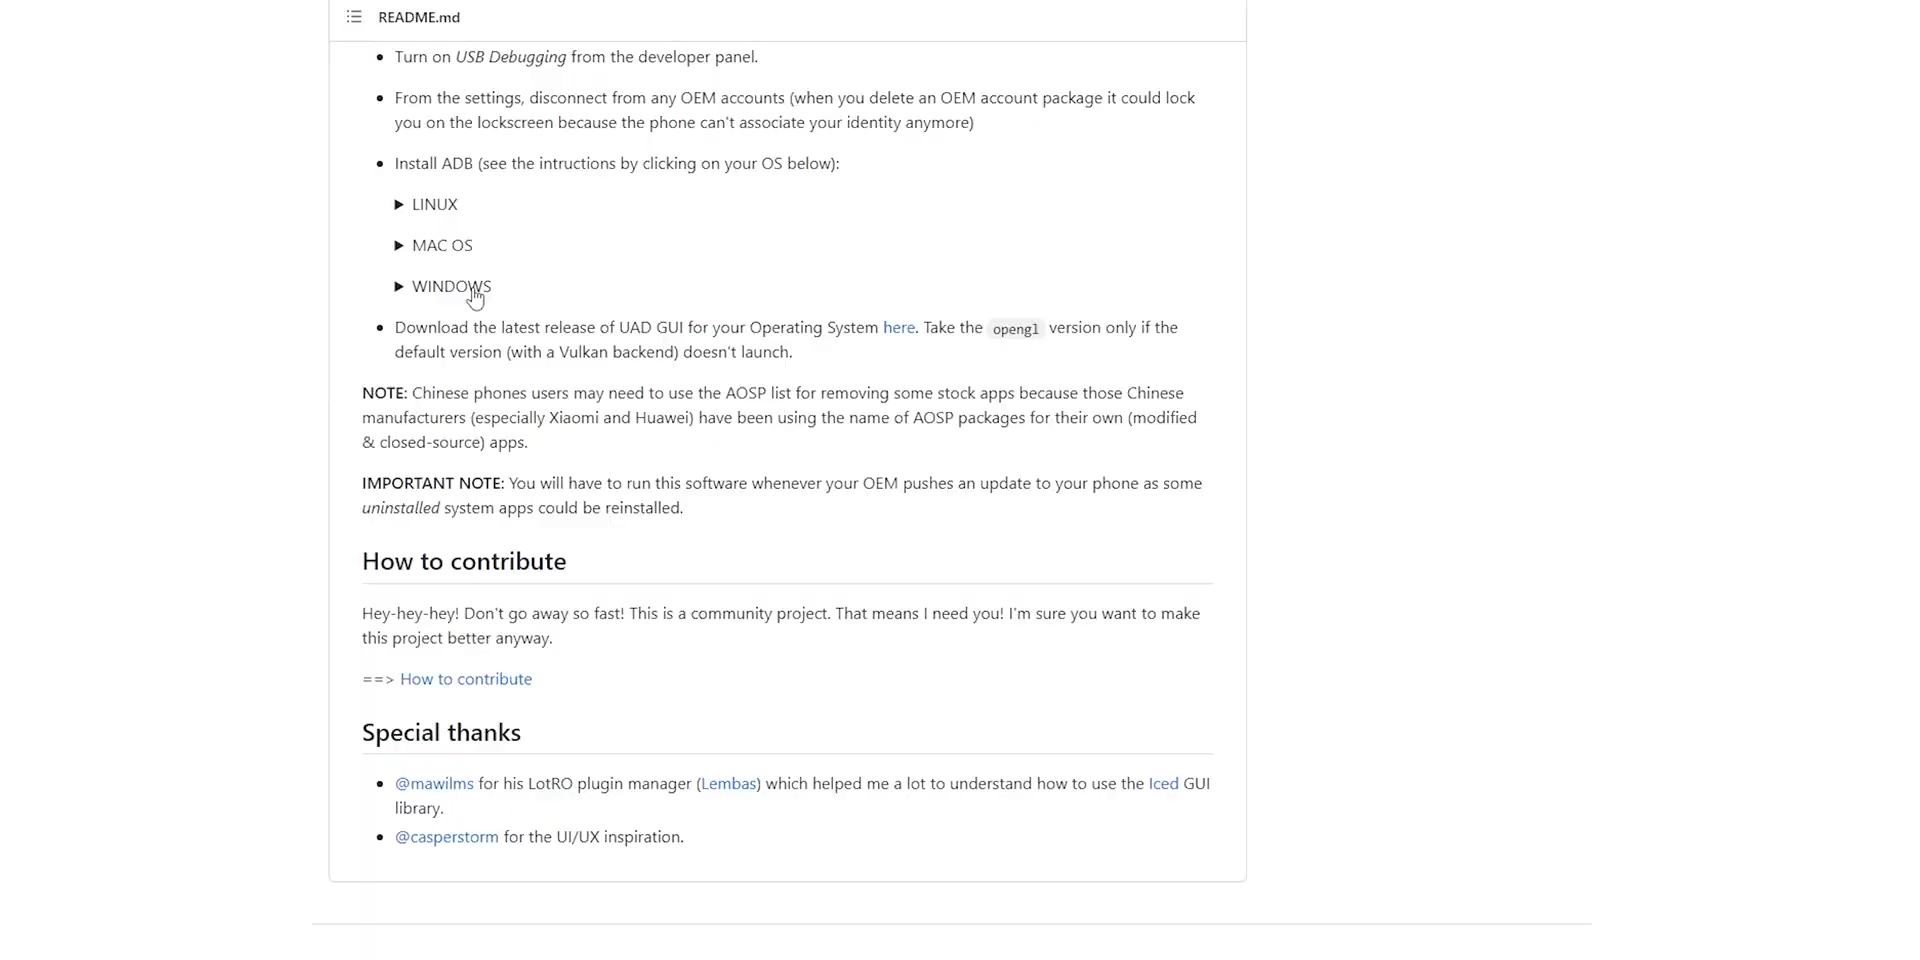 README.md
Turn on USB Debugging from the developer panel.
From the settings, disconnect from any OEM accounts (when you delete an OEM account package it could lock
you on the lockscreen because the phone can't associate your identity anymore)
Install ADB (see the intructions by clicking on your OS below):
LINUX
MAC OS
WINDOWS
Download the latest release of UAD GUI for your Operating System here. Take the opengl version only if the
default version (with a Vulkan backend) doesn't launch.
NOTE: Chinese phones users may need to use the AOSP list for removing some stock apps because those Chinese
manufacturers (especially Xiaomi and Huawei) have been using the name of AOSP packages for their own (modified
& closed-source) apps.
IMPORTANT NOTE: You will have to run this software whenever your OEM pushes an update to your phone as some
uninstalled system apps could be reinstalled.
How to contribute
Hey-hey-hey! Don't go away so fast! This is a community project. That means I need you! I'm sure you want to make
this project better anyway.
==> How to contribute
Special thanks
@mawilms for his LotRO plugin manager (Lembas) which helped me a lot to understand how to use the Iced GUI
library.
@casperstorm for the UI/UX inspiration.